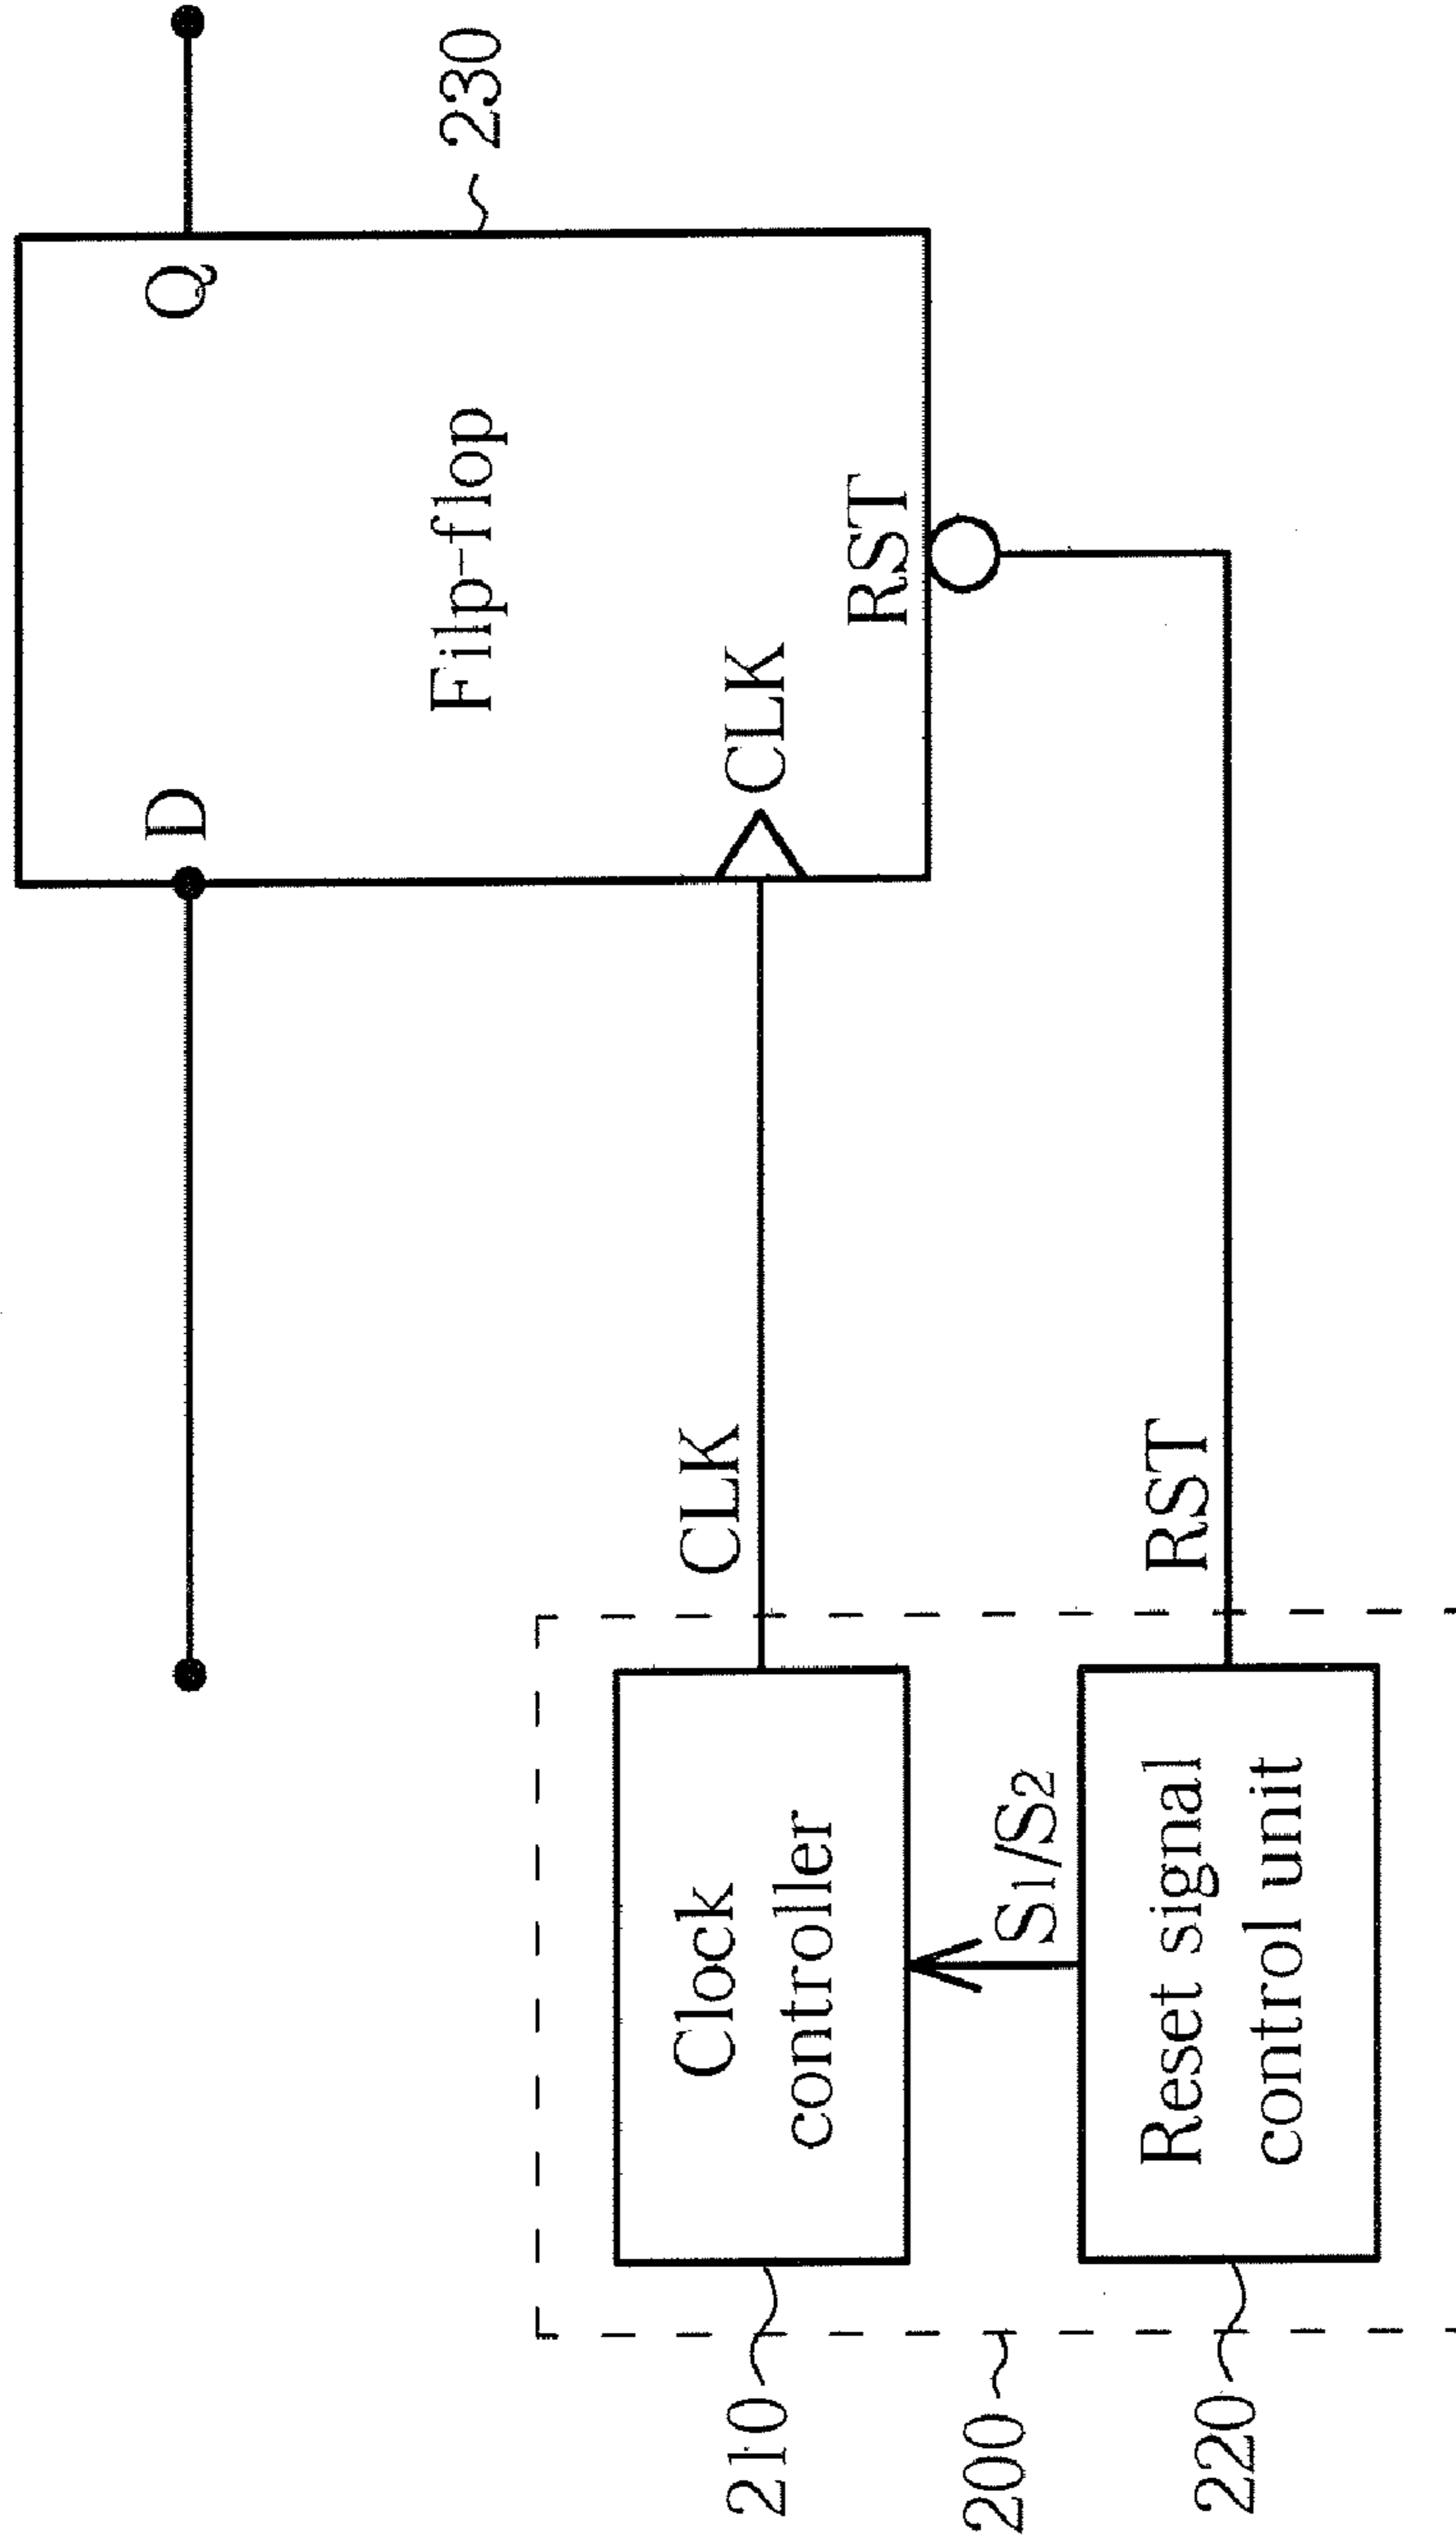 D
Q
Filp-flop
230
CLK
CLK
RST
210
Clock
controller
S1/S2
200
RST
220
Reset signal
control unit